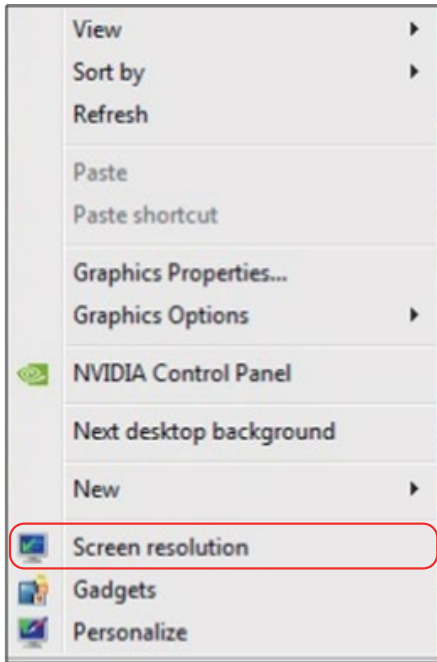 View
Sort by
Refresh
Paste
Paste shortcut
Graphics Properties...
Graphics Options
NVIDIA Control Panel
Next desktop background
New
Screen resolution
Gadgets
Personalize